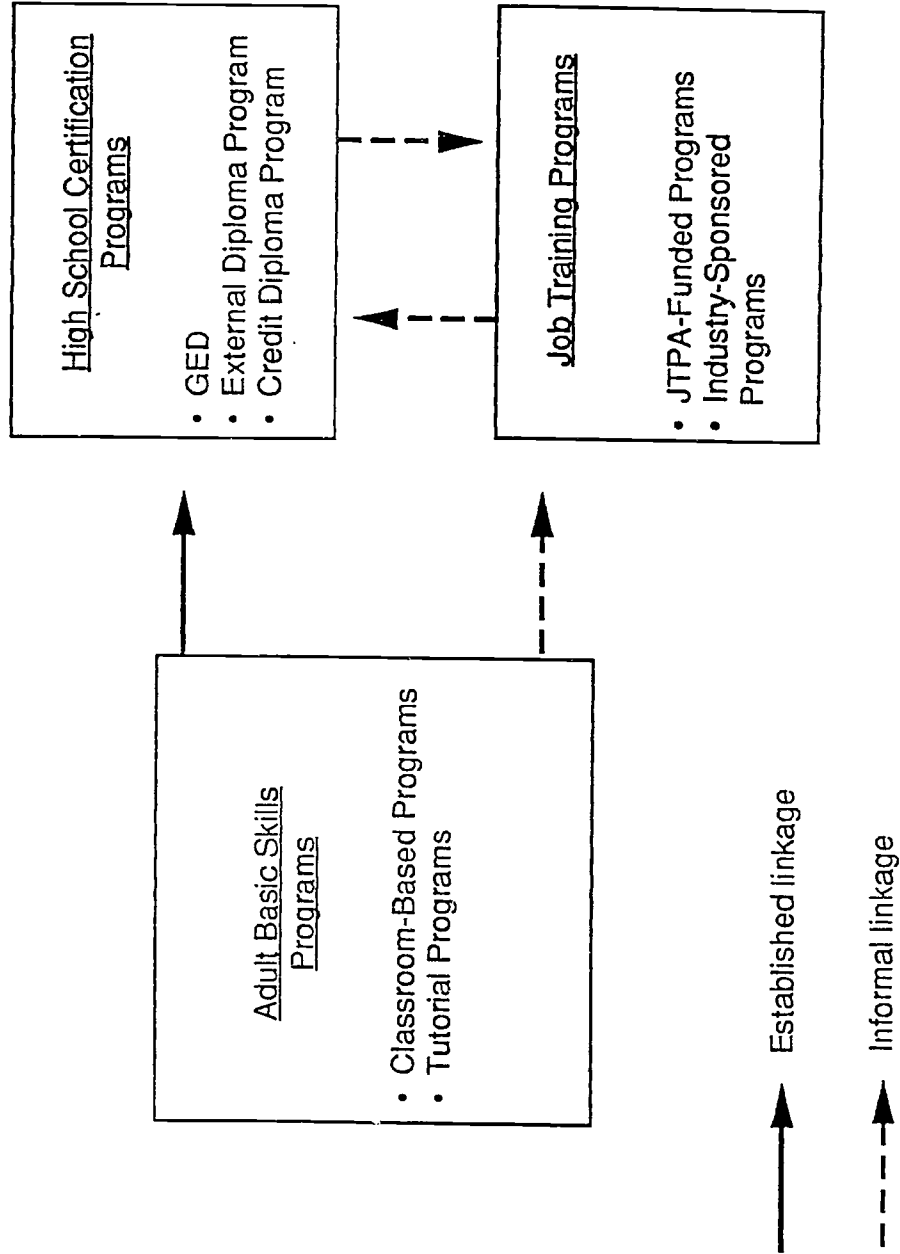 Adult Basic Skills
Programs
• Classroom-Based Programs
• Tutorial Programs
High School Certification
Programs
• GED
• External Diploma Program
• Credit Diploma Program
Job Training Programs
• JTPA-Funded Programs
• Industry-Sponsored
Programs
Established linkage
Informal linkage